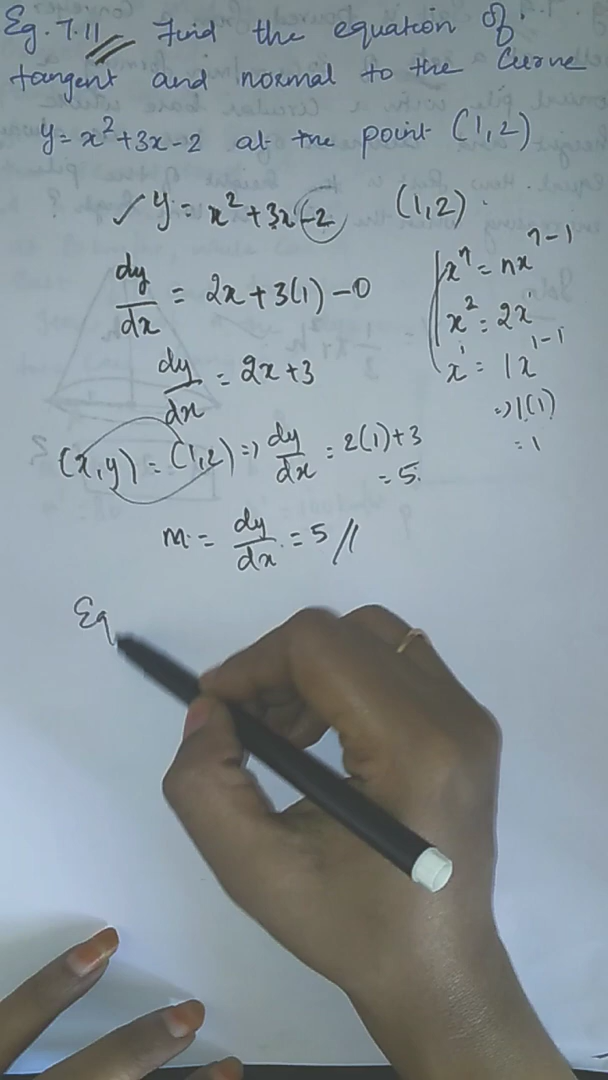 Eg. 7.11 Find the equation of
tangent and normal to the curve
y = x² + 3x - 2 at the point (1,2)
✓ y = x² + 3x - 2 (1,2).
dy/dx = 2x + 3(1) - 0
xⁿ = nxⁿ⁻¹
x² = 2x¹
x¹ = 1x¹⁻¹
=> 1(1)
= 1
dy/dx = 2x + 3
(x,y) = (1,2) => dy/dx = 2(1) + 3
= 5.
m = dy/dx = 5 //
Eq